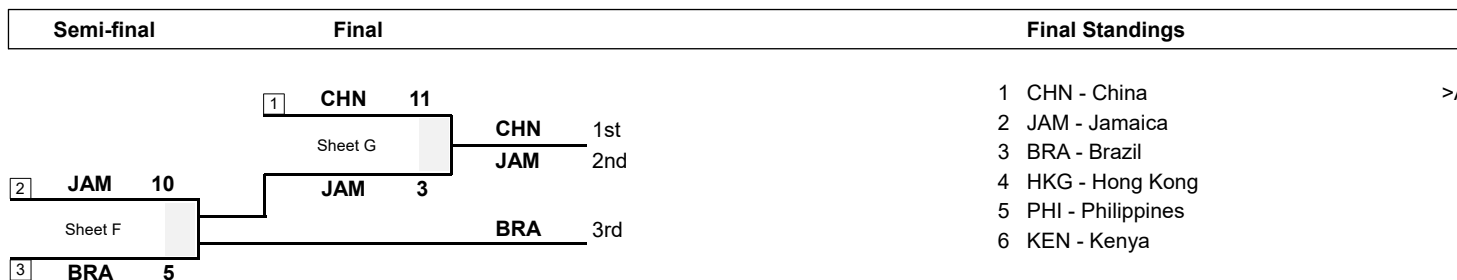 Semi-final Final Final Standings
1 CHN 11
Sheet G
CHN 1st
JAM 2nd
JAM 3
2 JAM 10
Sheet F
BRA 3rd
3 BRA 5
1 CHN - China
2 JAM - Jamaica
3 BRA - Brazil
4 HKG - Hong Kong
5 PHI - Philippines
6 KEN - Kenya